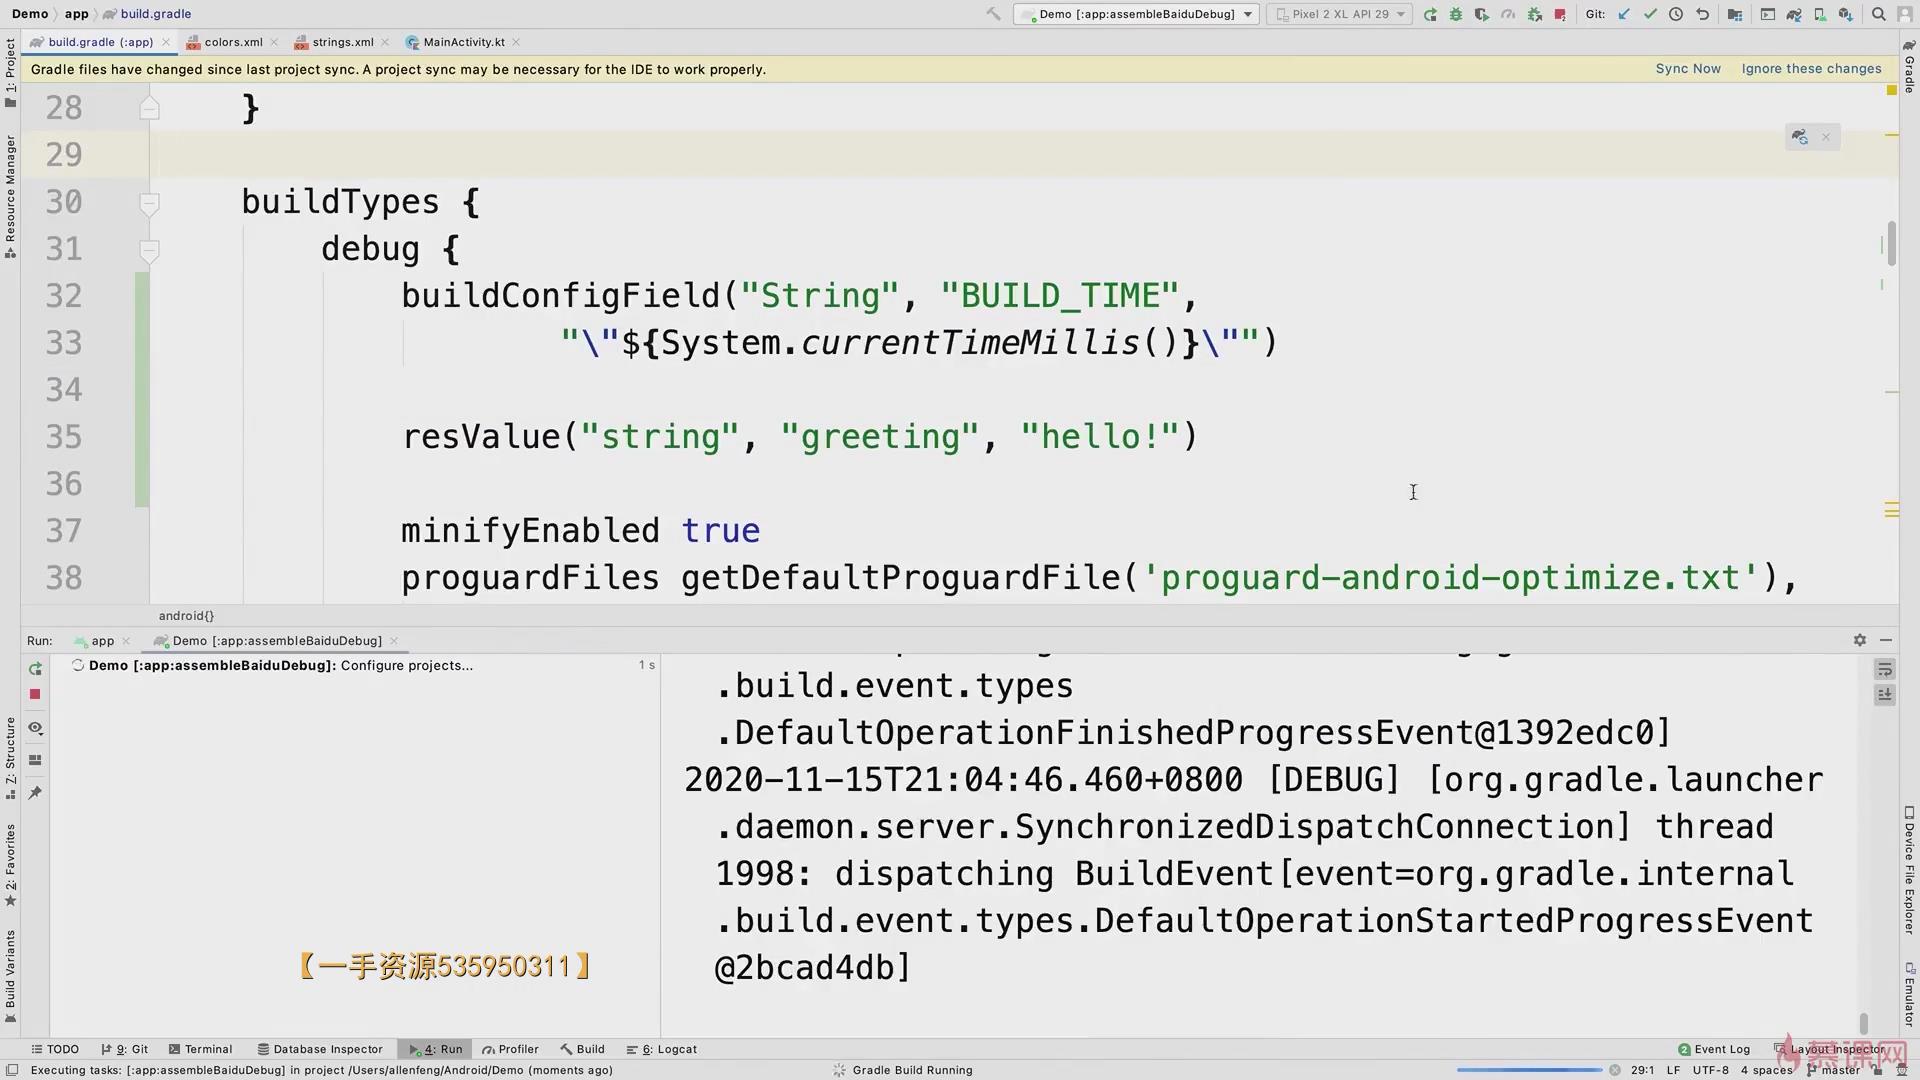 Demo app build.gradle
Demo [:app:assembleBaiduDebug] Pixel 2 XL API 29 Git:
build.gradle (:app) colors.xml strings.xml MainActivity.kt
Gradle files have changed since last project sync. A project sync may be necessary for the IDE to work properly. Sync Now Ignore these changes
1: Project
Resource Manager
Gradle
28 }
29
30 buildTypes {
31 debug {
32 buildConfigField("String", "BUILD_TIME",
33 "\"${System.currentTimeMillis()}\"")
34
35 resValue("string", "greeting", "hello!")
36
37 minifyEnabled true
38 proguardFiles getDefaultProguardFile('proguard-android-optimize.txt'),
android{}
Run: app Demo [:app:assembleBaiduDebug]
Demo [:app:assembleBaiduDebug]: Configure projects... 1 s
.build.event.types
.DefaultOperationFinishedProgressEvent@1392edc0]
2020-11-15T21:04:46.460+0800 [DEBUG] [org.gradle.launcher
.daemon.server.SynchronizedDispatchConnection] thread
1998: dispatching BuildEvent[event=org.gradle.internal
.build.event.types.DefaultOperationStartedProgressEvent
@2bcad4db]
【一手资源535950311】
Z: Structure
2: Favorites
Build Variants
Device File Explorer
Emulator
TODO 9: Git Terminal Database Inspector 4: Run Profiler Build 6: Logcat 2 Event Log Layout Inspector
慕课网
Executing tasks: [:app:assembleBaiduDebug] in project /Users/allenfeng/Android/Demo (moments ago) Gradle Build Running 29:1 LF UTF-8 4 spaces master